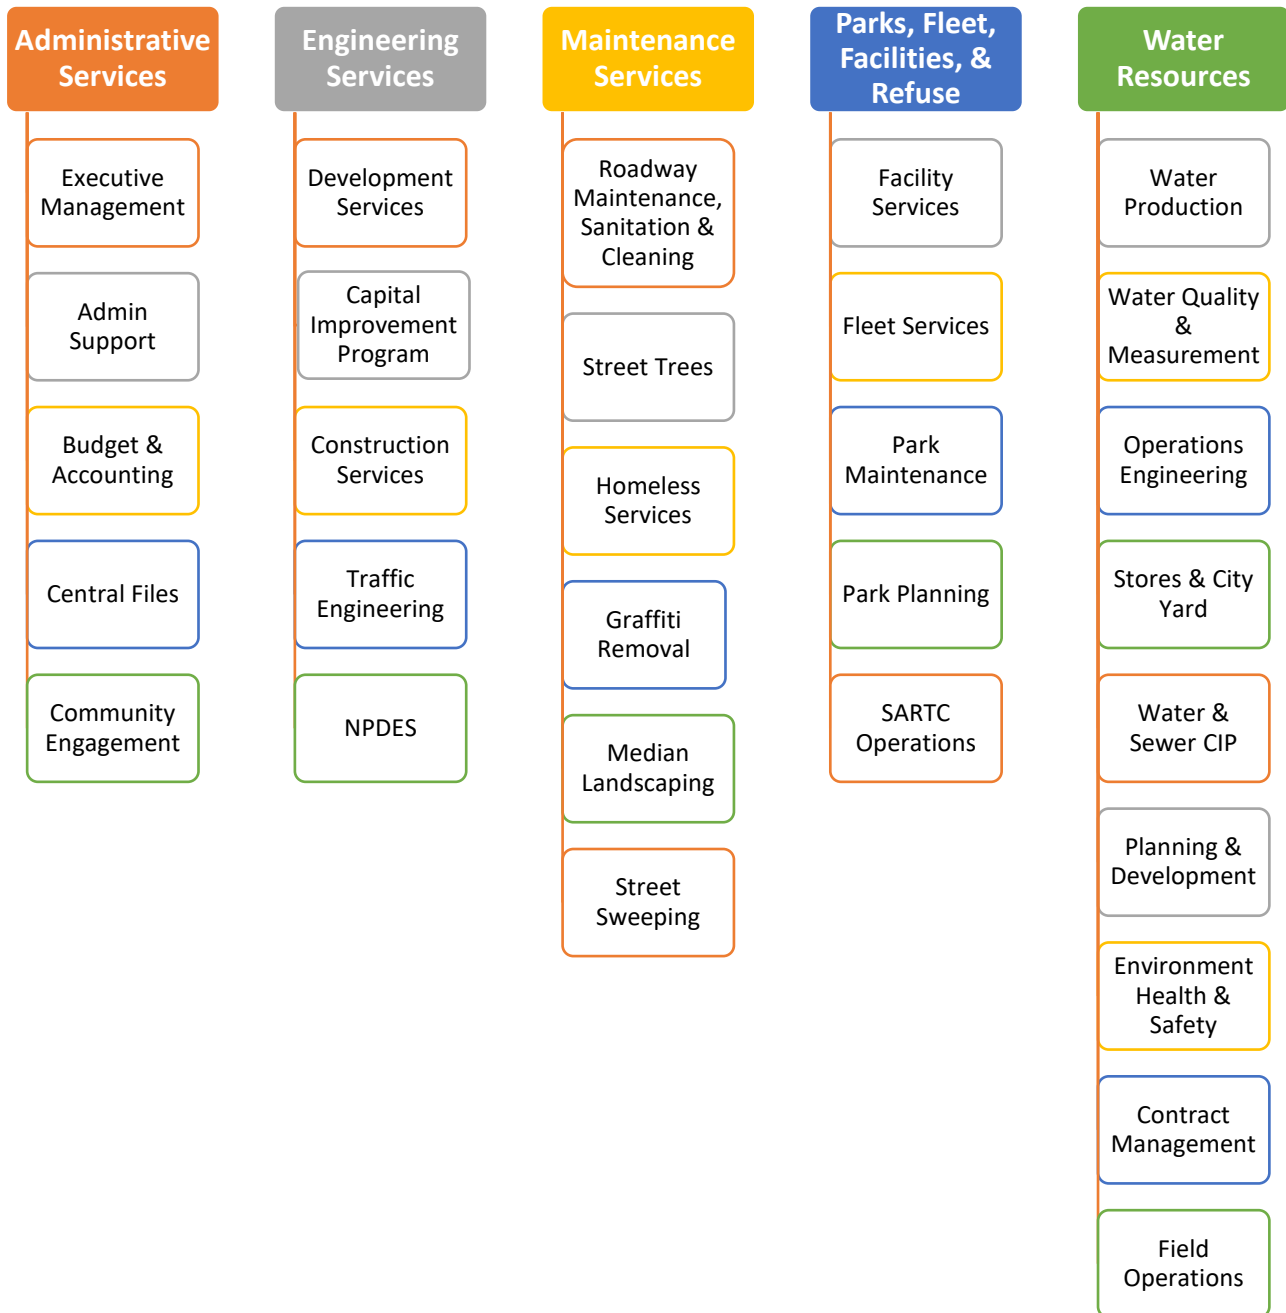 Administrative
Services
Executive
Management
Admin
Support
Budget &
Accounting
Central Files
Community
Engagement
Engineering
Services
Development
Services
Capital
Improvement
Program
Construction
Services
Traffic
Engineering
NPDES
Maintenance
Services
Roadway
Maintenance,
Sanitation &
Cleaning
Street Trees
Homeless
Services
Graffiti
Removal
Median
Landscaping
Street
Sweeping
Parks, Fleet,
Facilities, &
Refuse
Facility
Services
Fleet Services
Park
Maintenance
Park Planning
SARTC
Operations
Water
Resources
Water
Production
Water Quality
&
Measurement
Operations
Engineering
Stores & City
Yard
Water &
Sewer CIP
Planning &
Development
Environment
Health &
Safety
Contract
Management
Field
Operations